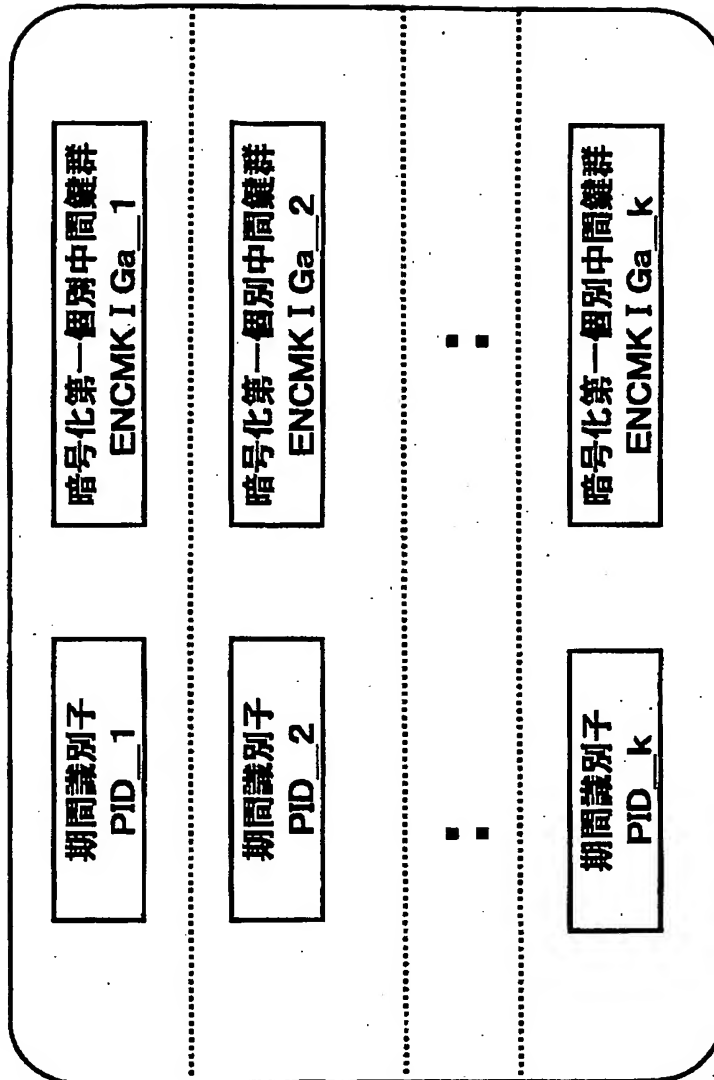 期間識別子
PID_1
暗号化第一個別中間鍵群
ENCMKIGa_1
期間識別子
PID_2
暗号化第一個別中間鍵群
ENCMKIGa_2
期間識別子
PID_k
暗号化第一個別中間鍵群
ENCMKIGa_k